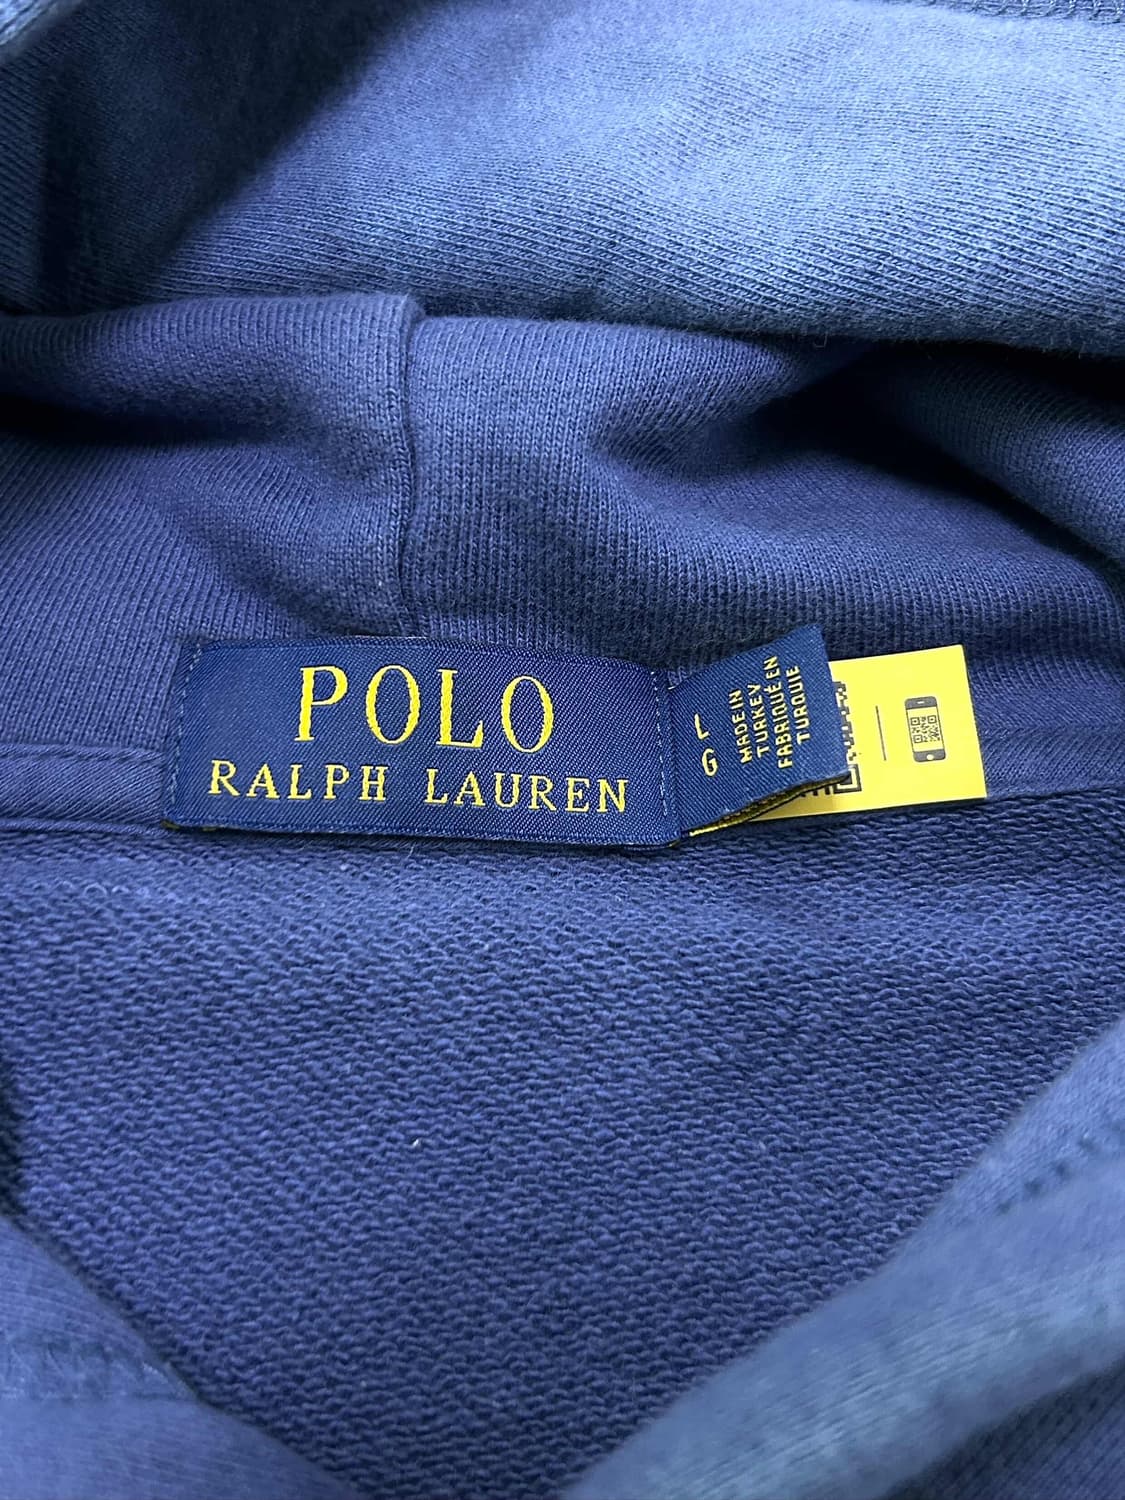 POLO
RALPH LAUREN
L
G
MADE IN
TURKEY
FABRIQUÉ EN
TURQUIE